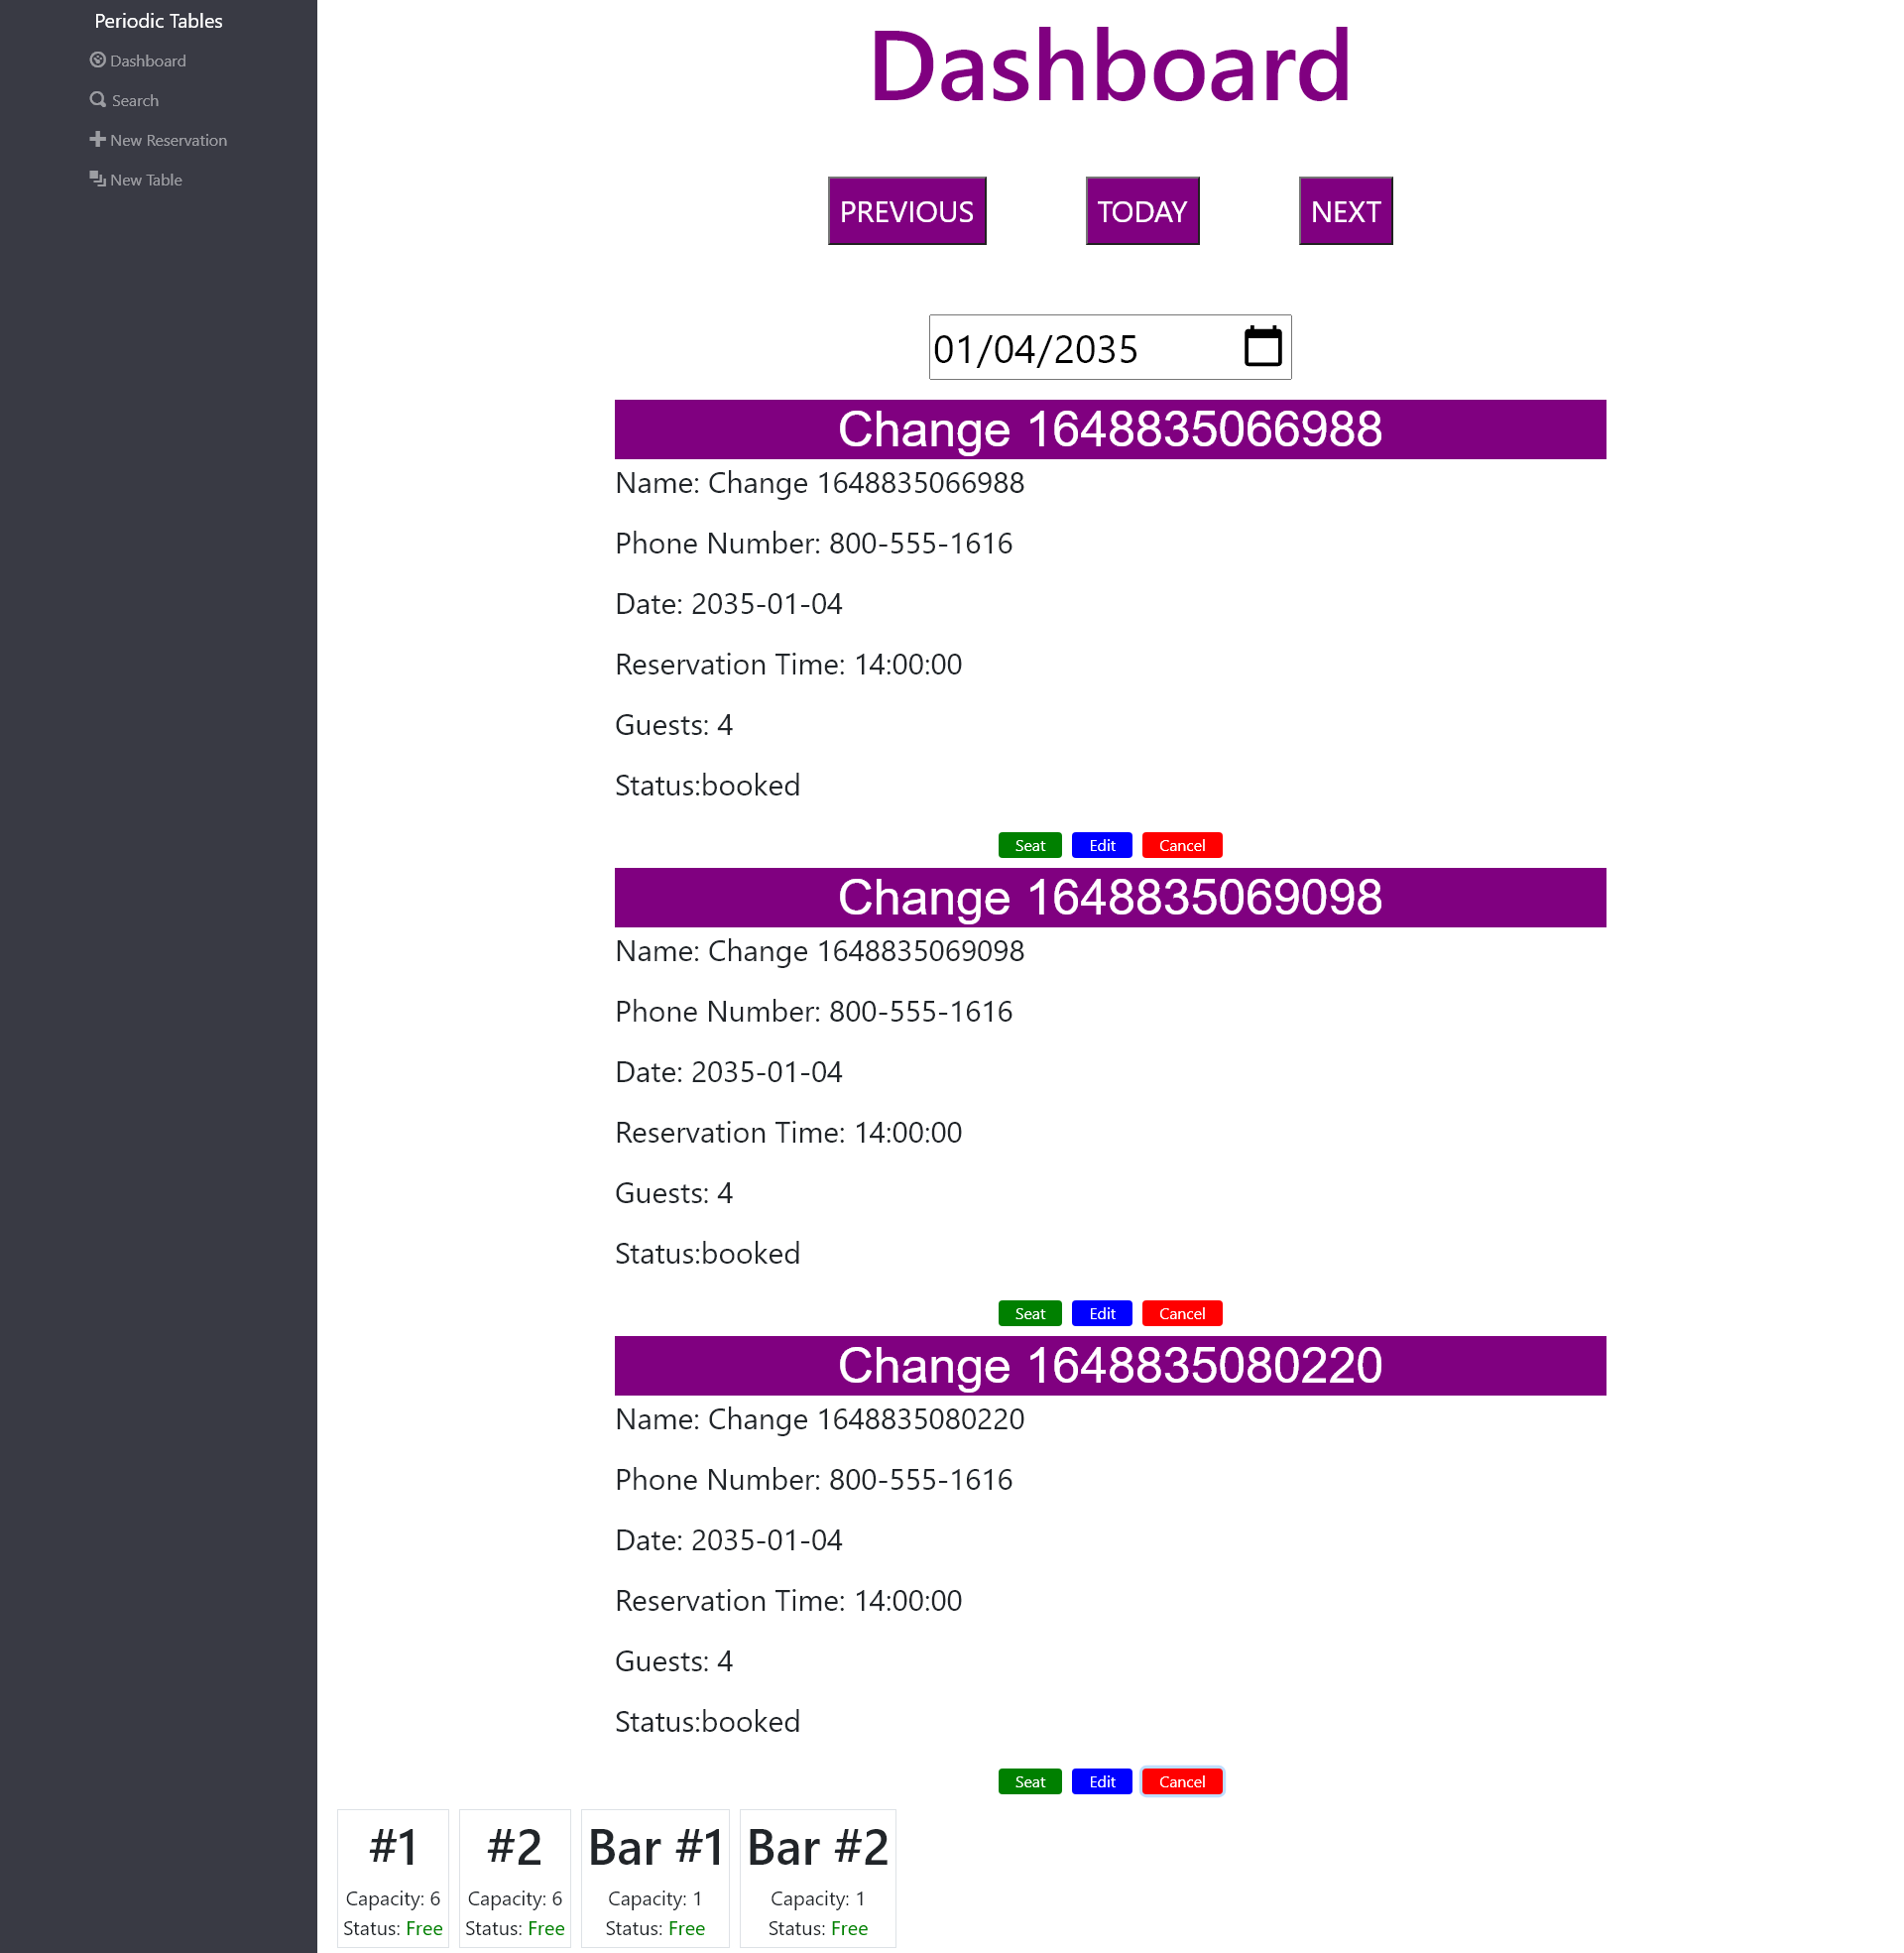 Periodic Tables
Dashboard
Search
New Reservation
New Table
Dashboard
PREVIOUS TODAY NEXT
01/04/2035
Change 1648835066988
Name: Change 1648835066988
Phone Number: 800-555-1616
Date: 2035-01-04
Reservation Time: 14:00:00
Guests: 4
Status:booked
Seat Edit Cancel
Change 1648835069098
Name: Change 1648835069098
Phone Number: 800-555-1616
Date: 2035-01-04
Reservation Time: 14:00:00
Guests: 4
Status:booked
Seat Edit Cancel
Change 1648835080220
Name: Change 1648835080220
Phone Number: 800-555-1616
Date: 2035-01-04
Reservation Time: 14:00:00
Guests: 4
Status:booked
Seat Edit Cancel
#1
Capacity: 6
Status: Free
#2
Capacity: 6
Status: Free
Bar #1
Capacity: 1
Status: Free
Bar #2
Capacity: 1
Status: Free